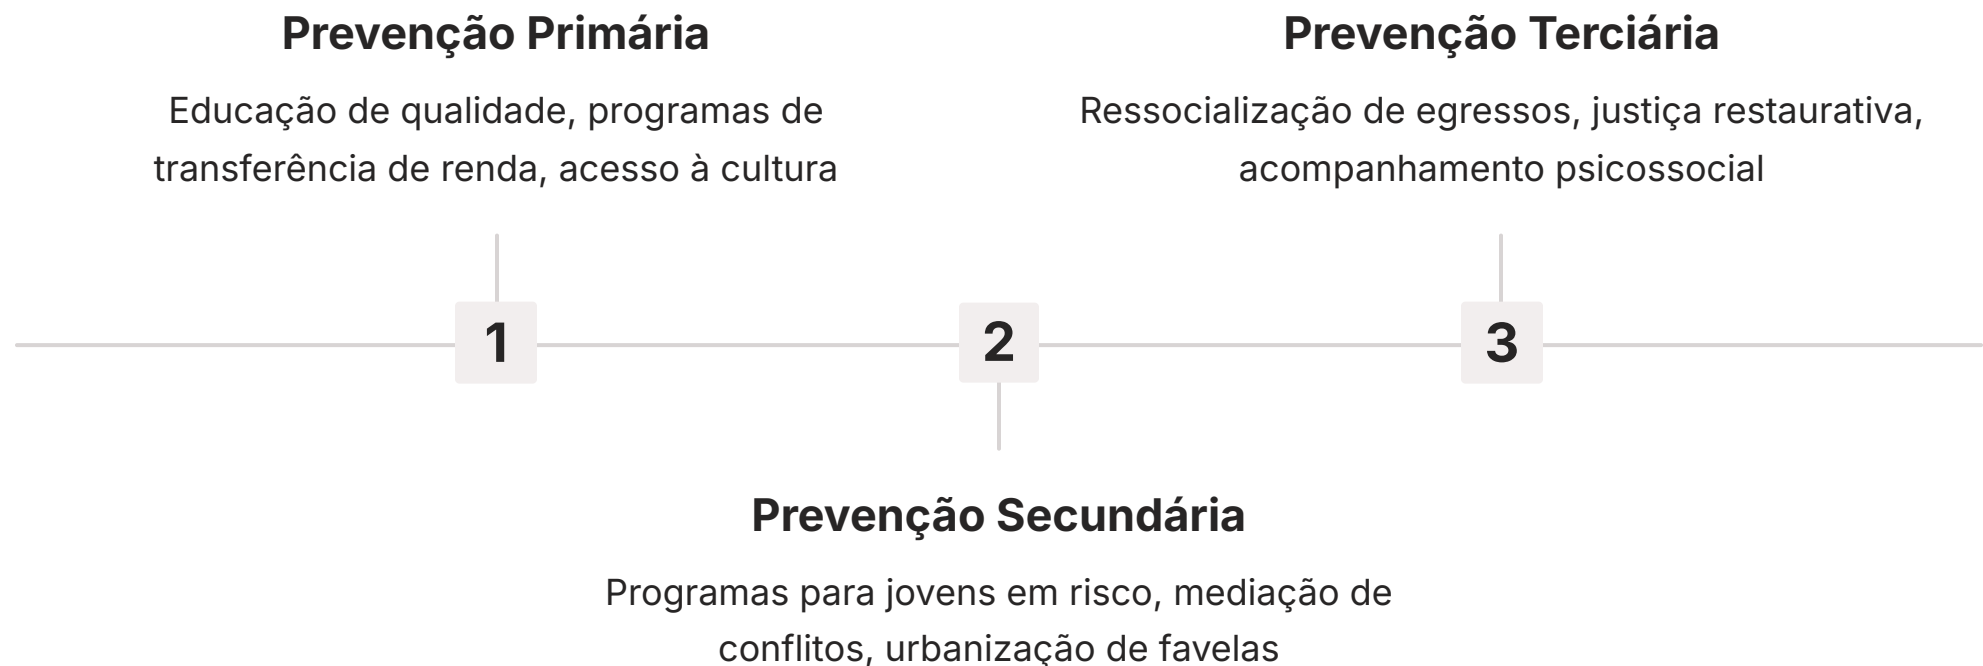 Prevenção Primária
Educação de qualidade, programas de
transferência de renda, acesso à cultura
Prevenção Terciária
Ressocialização de egressos, justiça restaurativa,
acompanhamento psicossocial
1
2
3
Prevenção Secundária
Programas para jovens em risco, mediação de
conflitos, urbanização de favelas